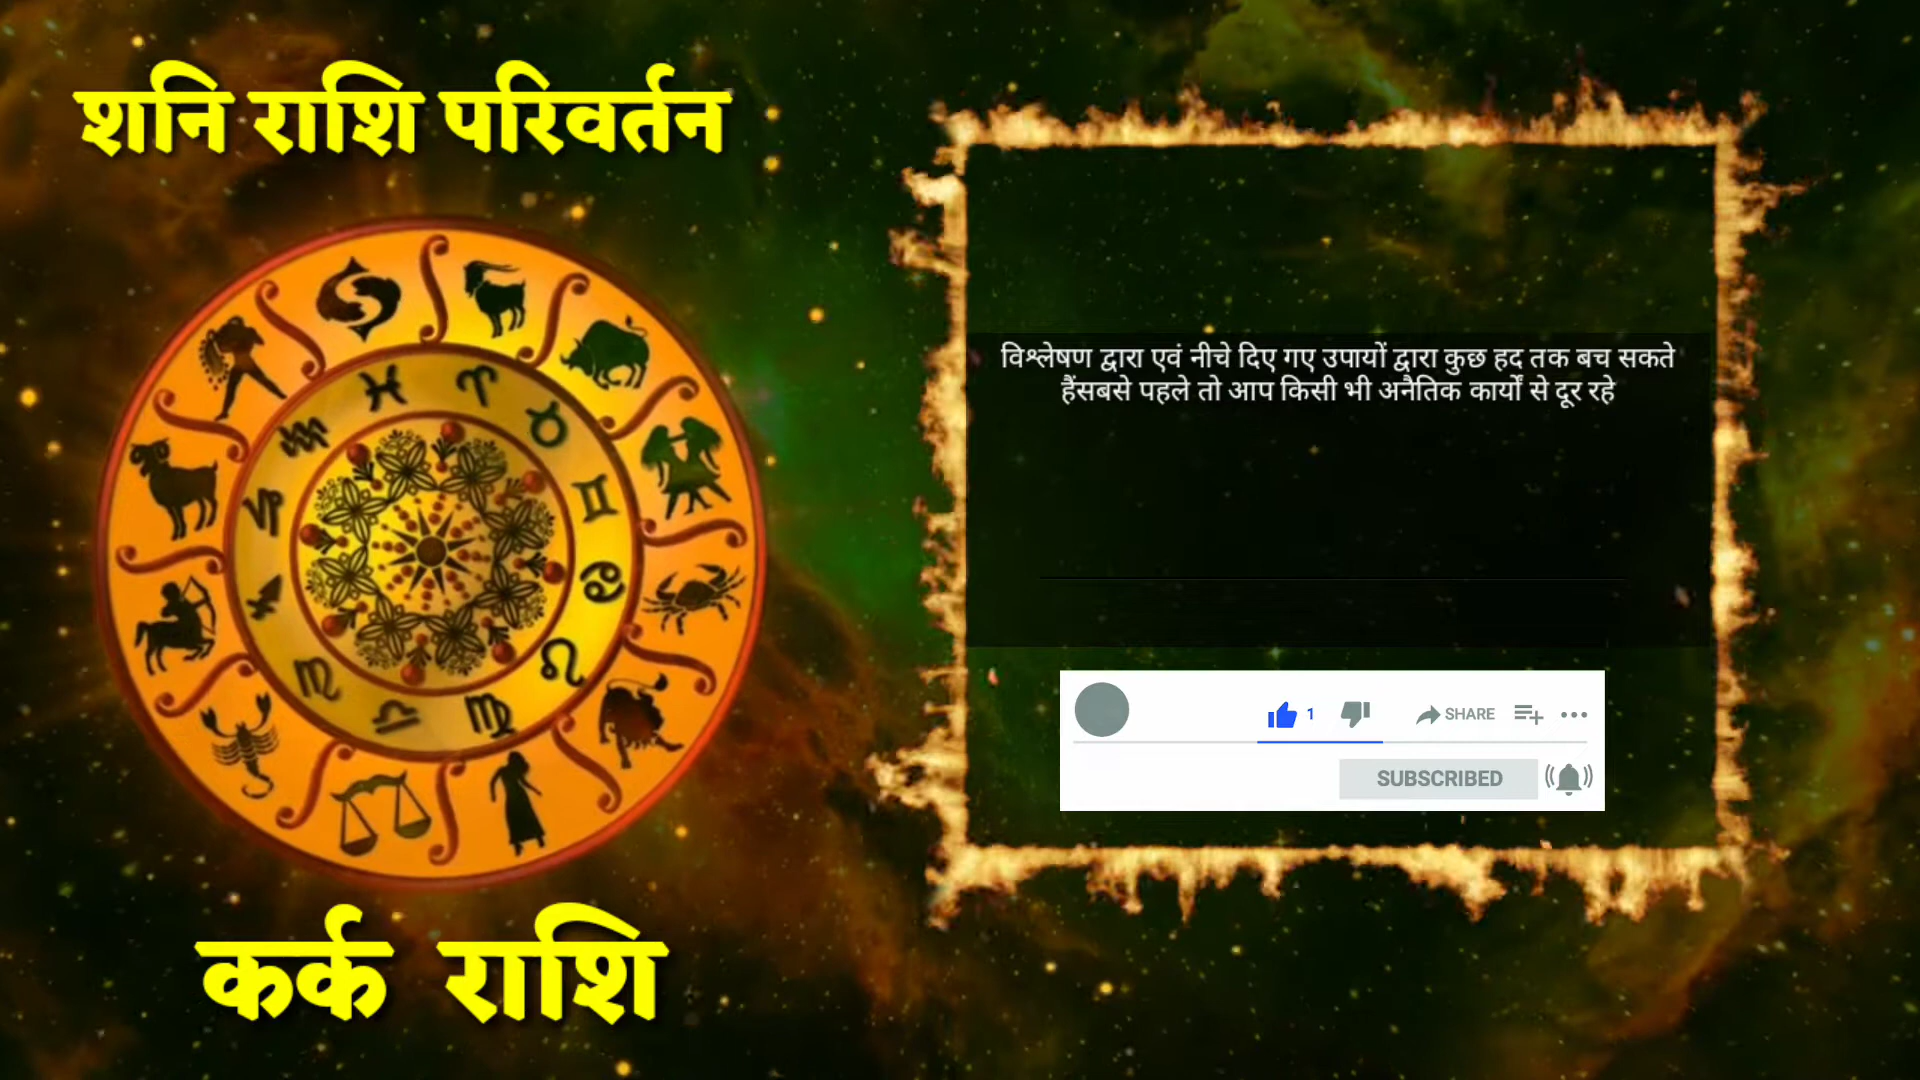 शनि राशि परिवर्तन
विश्लेषण द्वारा एवं नीचे दिए गए उपायों द्वारा कुछ हद तक बच सकते
हैंसबसे पहले तो आप किसी भी अनैतिक कार्यों से दूर रहे
1 SHARE
SUBSCRIBED
कर्क राशि